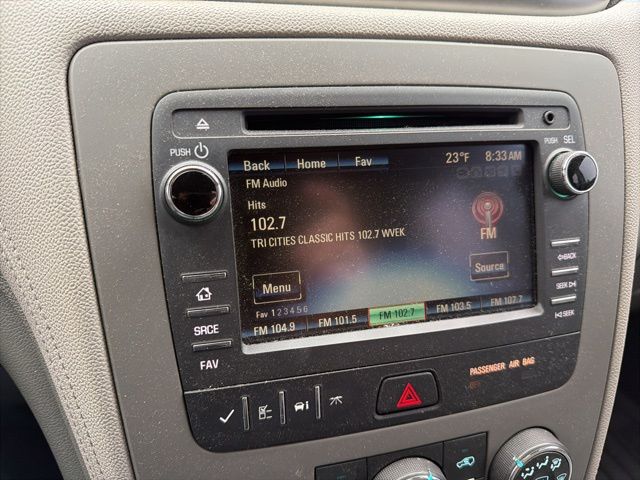 PUSH
PUSH SEL
Back Home Fav 23°F 8:33 AM
FM Audio
Hits
102.7
TRI CITIES CLASSIC HITS 102.7 WVEK
FM
Menu
Source
Fav 1 2 3 4 5 6
FM 104.9 FM 101.5 FM 102.7 FM 103.5 FM 107.7
BACK
SEEK
SEEK
SRCE
FAV
PASSENGER AIR BAG
OFF